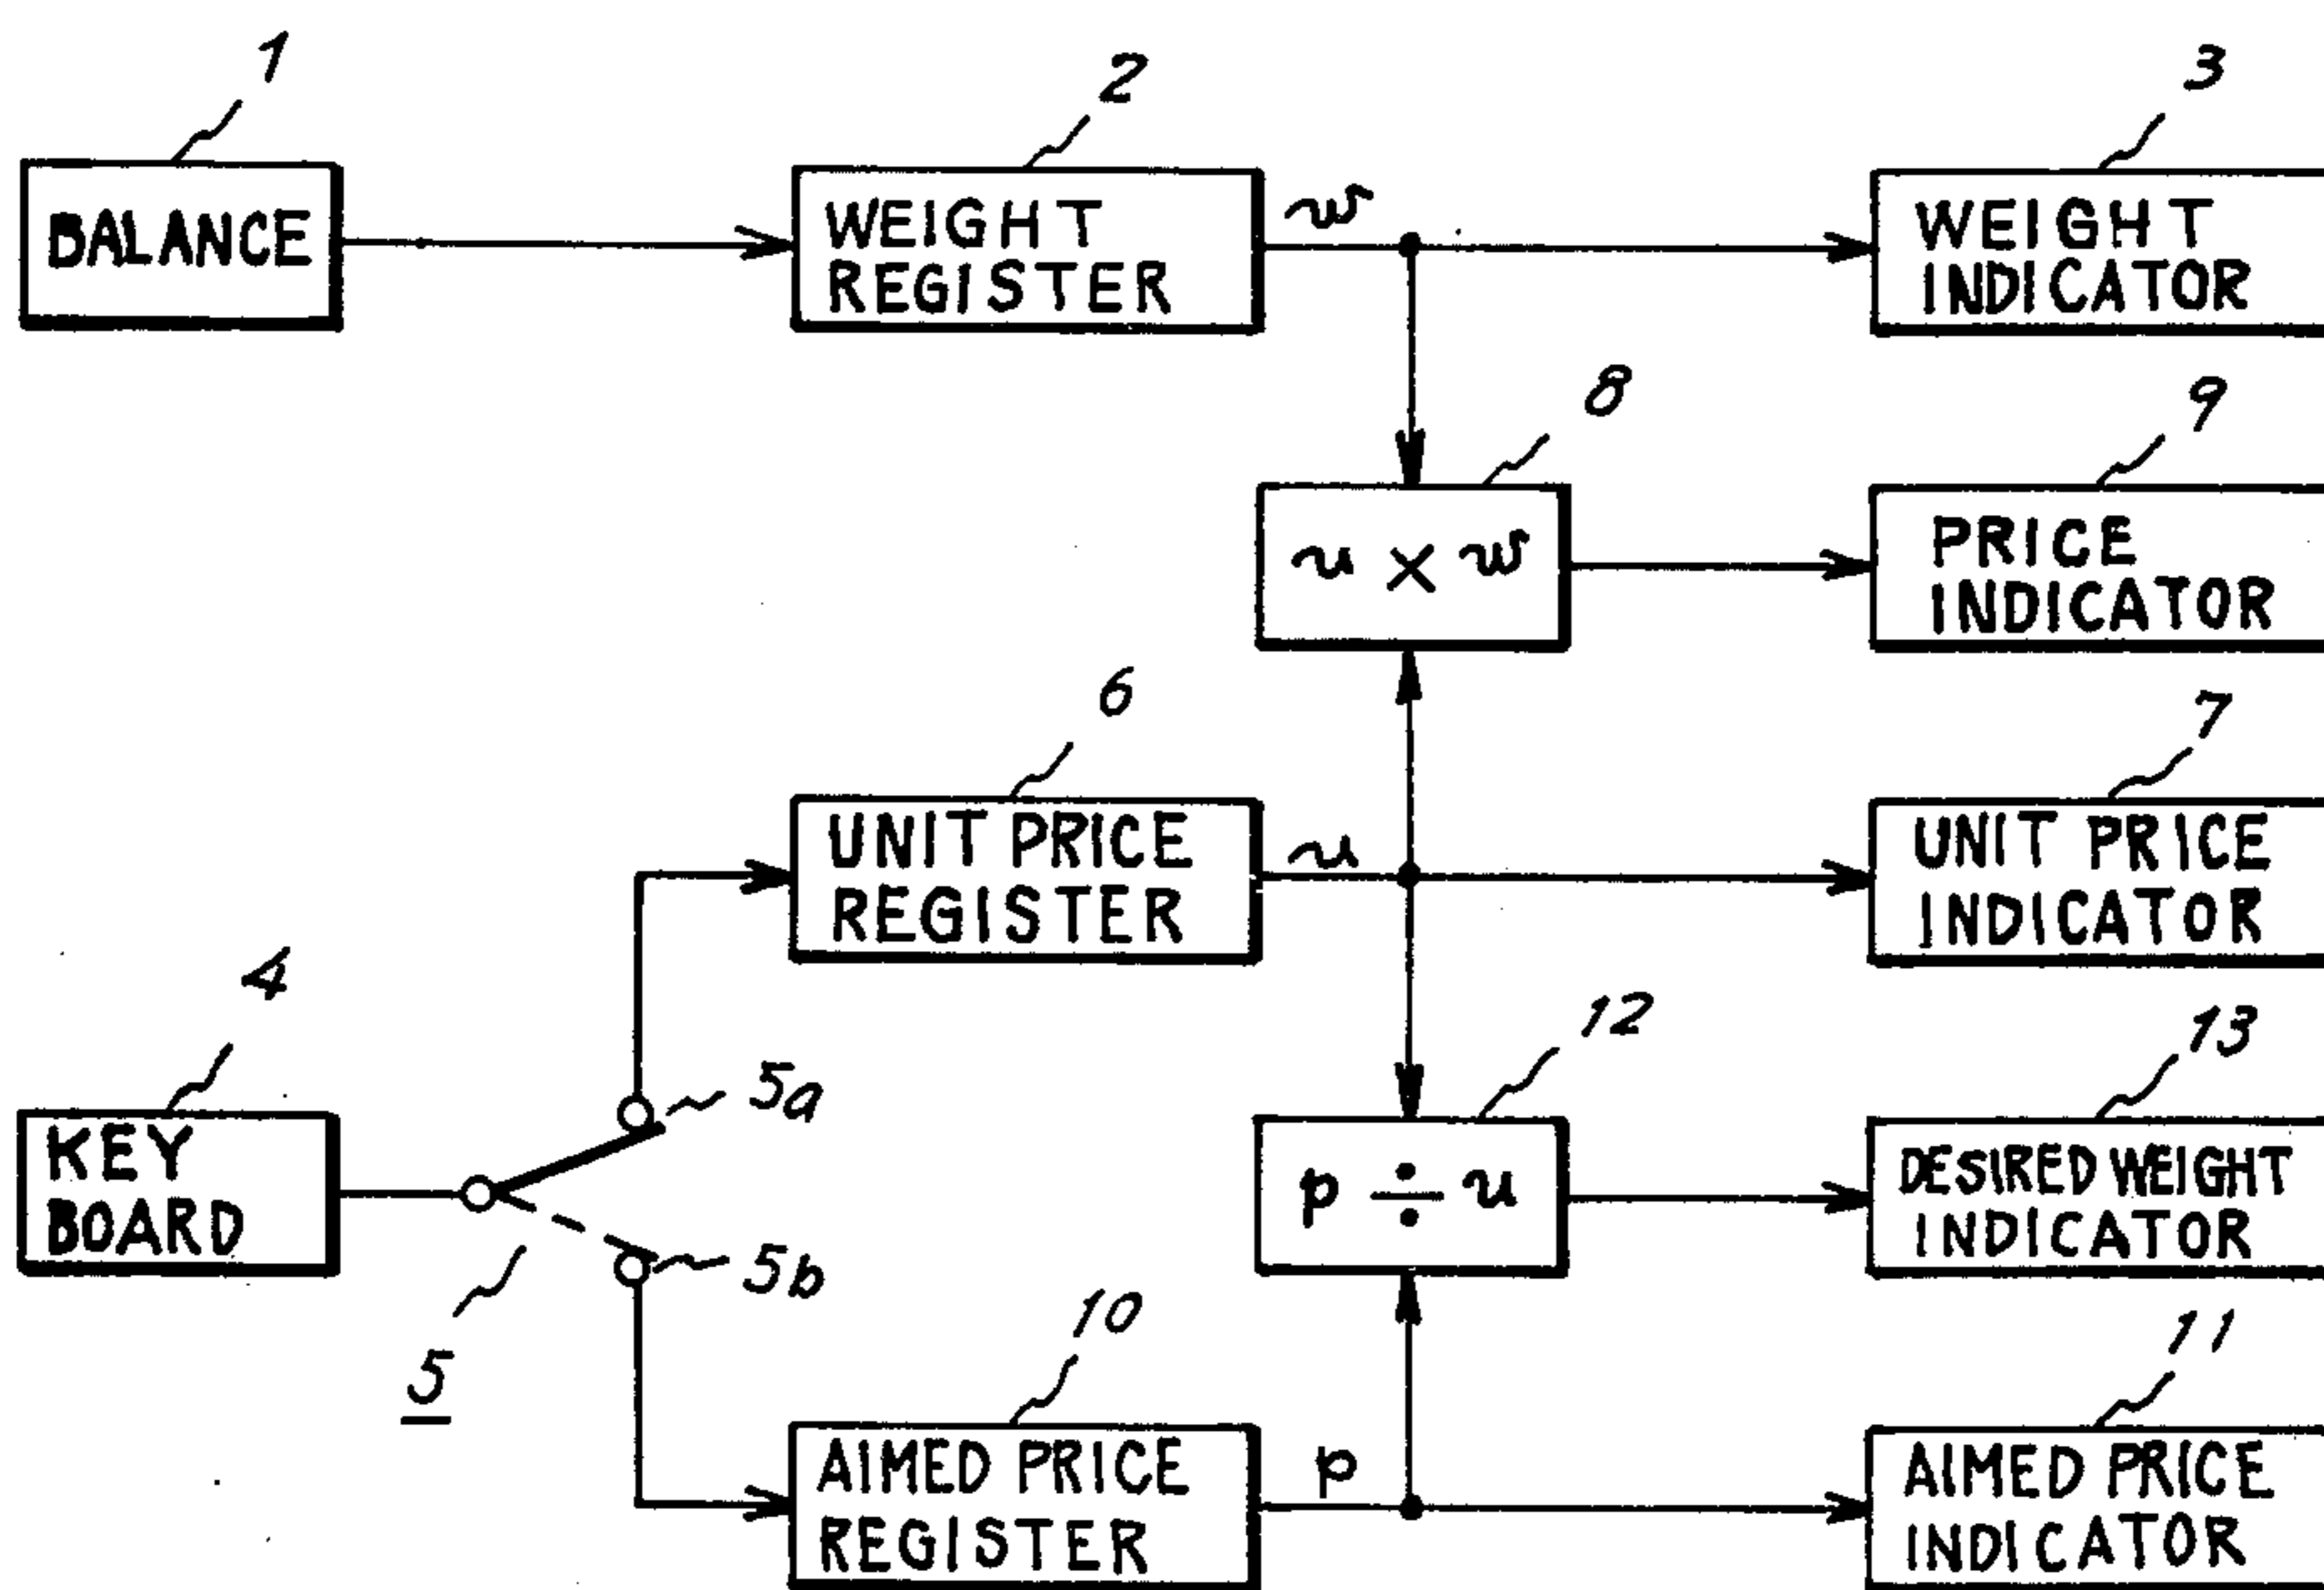 1
2
3
BALANCE
WEIGHT
REGISTER
w
WEIGHT
INDICATOR
8
9
u × w
PRICE
INDICATOR
6
7
UNIT PRICE
REGISTER
u
UNIT PRICE
INDICATOR
4
12
13
5a
KEY
BOARD
p ÷ u
DESIRED WEIGHT
INDICATOR
5b
5
10
11
AIMED PRICE
REGISTER
p
AIMED PRICE
INDICATOR